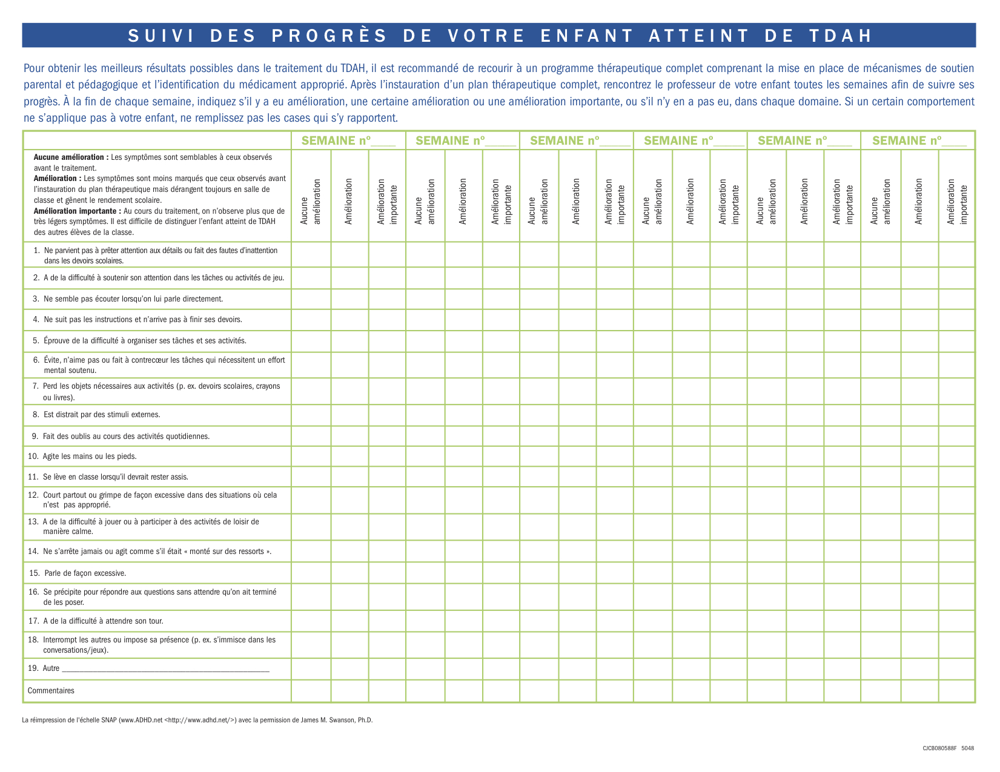 SUIVI DES PROGRÈS DE VOTRE ENFANT ATTEINT DE TDAH
Pour obtenir les meilleurs résultats possibles dans le traitement du TDAH, il est recommandé de recourir à un programme thérapeutique complet comprenant la mise en place de mécanismes de soutien
parental et pédagogique et l’identification du médicament approprié. Après l’instauration d’un plan thérapeutique complet, rencontrez le professeur de votre enfant toutes les semaines afin de suivre ses
progrès. À la fin de chaque semaine, indiquez s’il y a eu amélioration, une certaine amélioration ou une amélioration importante, ou s’il n’y en a pas eu, dans chaque domaine. Si un certain comportement
ne s’applique pas à votre enfant, ne remplissez pas les cases qui s’y rapportent.
SEMAINE nº____ SEMAINE nº_____ SEMAINE nº_____ SEMAINE nº_____ SEMAINE nº____ SEMAINE nº____
Aucune amélioration : Les symptômes sont semblables à ceux observés
avant le traitement.
Amélioration : Les symptômes sont moins marqués que ceux observés avant
l’instauration du plan thérapeutique mais dérangent toujours en salle de
classe et gênent le rendement scolaire.
Amélioration importante : Au cours du traitement, on n’observe plus que de
très légers symptômes. Il est difficile de distinguer l’enfant atteint de TDAH
des autres élèves de la classe.
Aucune
amélioration
Amélioration
Amélioration
importante
Aucune
amélioration
Amélioration
Amélioration
importante
Aucune
amélioration
Amélioration
Amélioration
importante
Aucune
amélioration
Amélioration
Amélioration
importante
Aucune
amélioration
Amélioration
Amélioration
importante
Aucune
amélioration
Amélioration
Amélioration
importante
1. Ne parvient pas à prêter attention aux détails ou fait des fautes d’inattention
dans les devoirs scolaires.
2. A de la difficulté à soutenir son attention dans les tâches ou activités de jeu.
3. Ne semble pas écouter lorsqu’on lui parle directement.
4. Ne suit pas les instructions et n’arrive pas à finir ses devoirs.
5. Éprouve de la difficulté à organiser ses tâches et ses activités.
6. Évite, n’aime pas ou fait à contrecœur les tâches qui nécessitent un effort
mental soutenu.
7. Perd les objets nécessaires aux activités (p. ex. devoirs scolaires, crayons
ou livres).
8. Est distrait par des stimuli externes.
9. Fait des oublis au cours des activités quotidiennes.
10. Agite les mains ou les pieds.
11. Se lève en classe lorsqu’il devrait rester assis.
12. Court partout ou grimpe de façon excessive dans des situations où cela
n’est pas approprié.
13. A de la difficulté à jouer ou à participer à des activités de loisir de
manière calme.
14. Ne s’arrête jamais ou agit comme s’il était « monté sur des ressorts ».
15. Parle de façon excessive.
16. Se précipite pour répondre aux questions sans attendre qu’on ait terminé
de les poser.
17. A de la difficulté à attendre son tour.
18. Interrompt les autres ou impose sa présence (p. ex. s’immisce dans les
conversations/jeux).
19. Autre _______________________________________________
Commentaires
La réimpression de l'échelle SNAP (www.ADHD.net <http://www.adhd.net/>) avec la permission de James M. Swanson, Ph.D.
CJCB080588F 5048